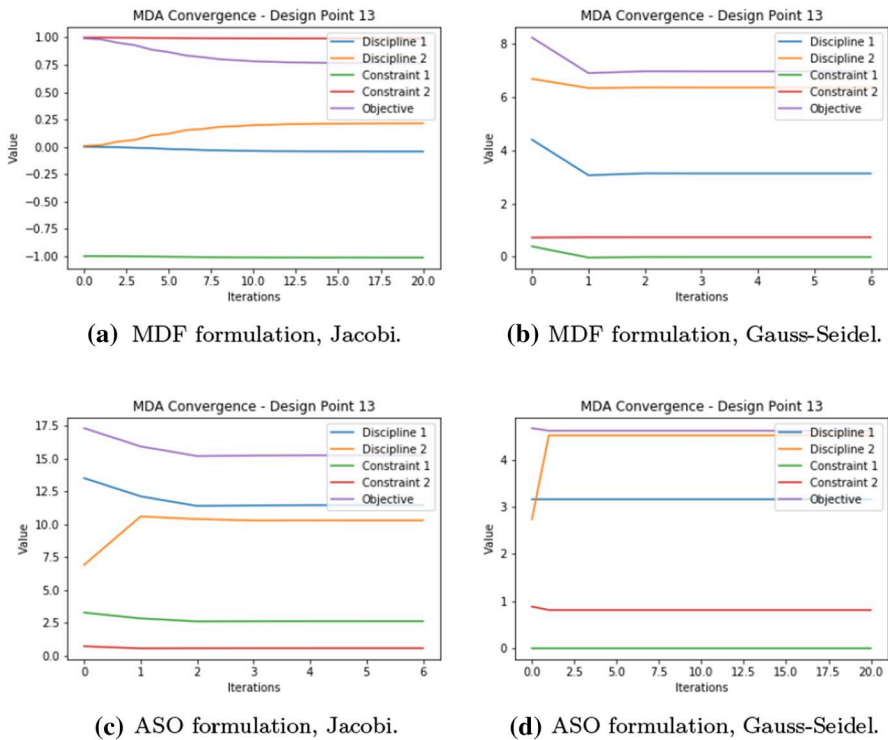 MDA Convergence - Design Point 13
Value
1.00
0.75
0.50
0.25
0.00
−0.25
−0.50
−0.75
−1.00
Discipline 1
Discipline 2
Constraint 1
Constraint 2
Objective
0.0 2.5 5.0 7.5 10.0 12.5 15.0 17.5 20.0
Iterations
(a) MDF formulation, Jacobi.
MDA Convergence - Design Point 13
Value
8
6
4
2
0
Discipline 1
Discipline 2
Constraint 1
Constraint 2
Objective
0 1 2 3 4 5 6
Iterations
(b) MDF formulation, Gauss-Seidel.
MDA Convergence - Design Point 13
Value
17.5
15.0
12.5
10.0
7.5
5.0
2.5
0.0
Discipline 1
Discipline 2
Constraint 1
Constraint 2
Objective
0 1 2 3 4 5 6
Iterations
(c) ASO formulation, Jacobi.
MDA Convergence - Design Point 13
Value
4
3
2
1
0
Discipline 1
Discipline 2
Constraint 1
Constraint 2
Objective
0.0 2.5 5.0 7.5 10.0 12.5 15.0 17.5 20.0
Iterations
(d) ASO formulation, Gauss-Seidel.